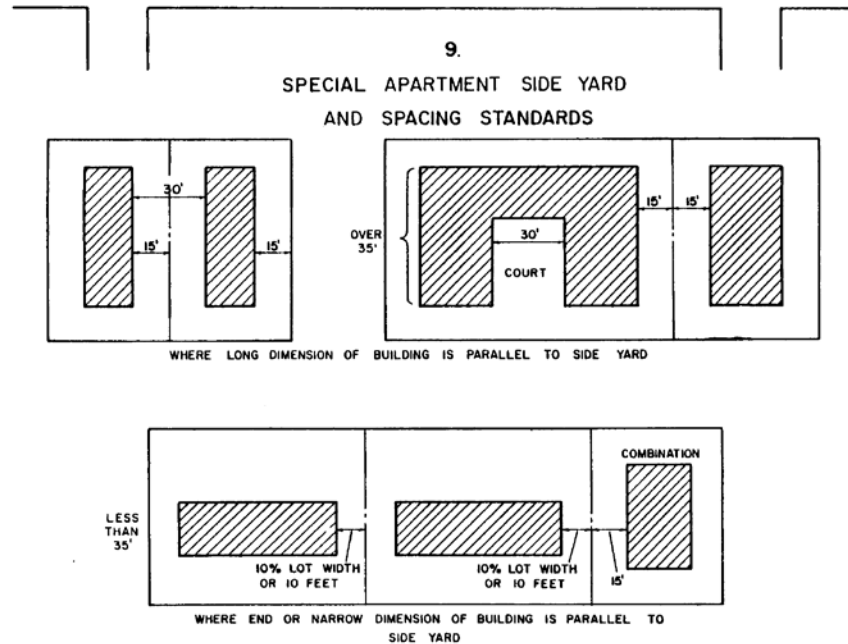 9.
SPECIAL APARTMENT SIDE YARD
AND SPACING STANDARDS
30'
15'
15'
OVER
35'
30'
COURT
15'
15'
WHERE LONG DIMENSION OF BUILDING IS PARALLEL TO SIDE YARD
COMBINATION
LESS
THAN
35'
10% LOT WIDTH
OR 10 FEET
10% LOT WIDTH
OR 10 FEET
15'
WHERE END OR NARROW DIMENSION OF BUILDING IS PARALLEL TO
SIDE YARD